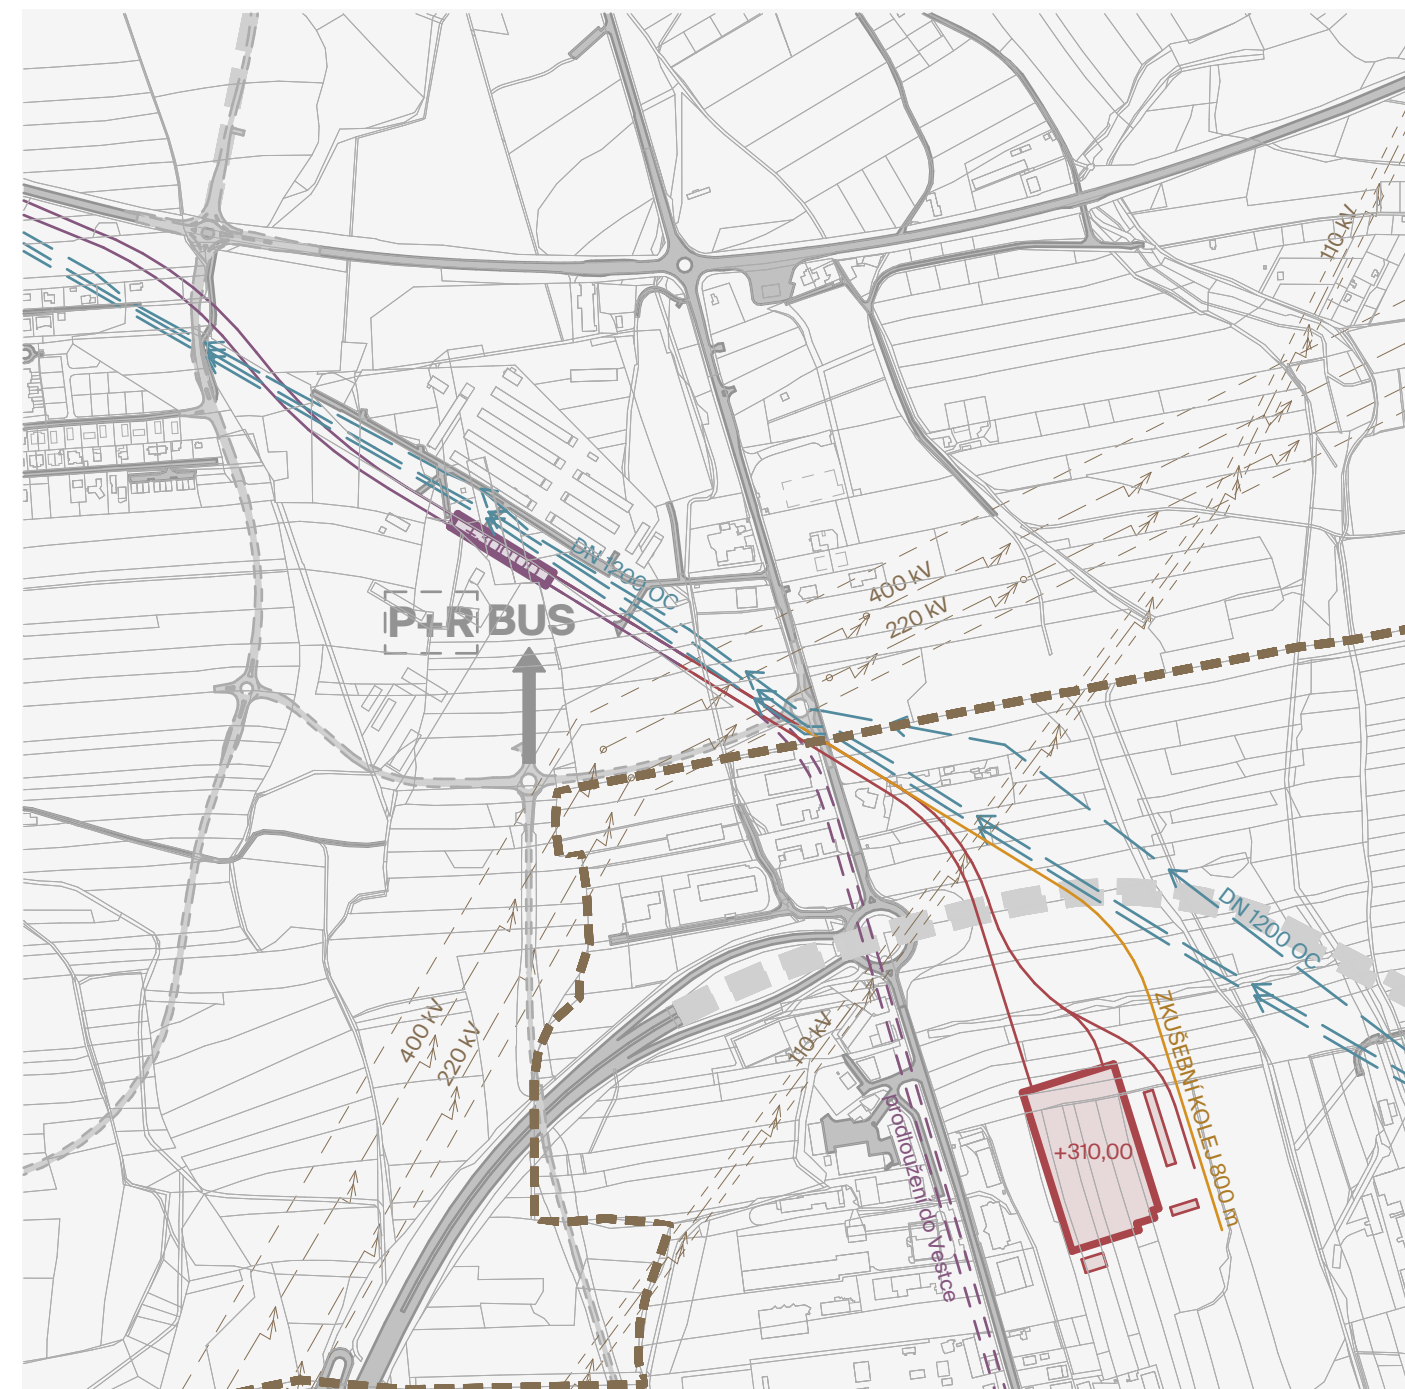 110 kV
DN 1200 OC
400 kV
220 kV
P+R BUS
DN 1200 OC
400 kV
220 kV
110 kV
ZKUŠEBNÍ KOLEJ 800 m
+310,00
prodloužení do Vestce